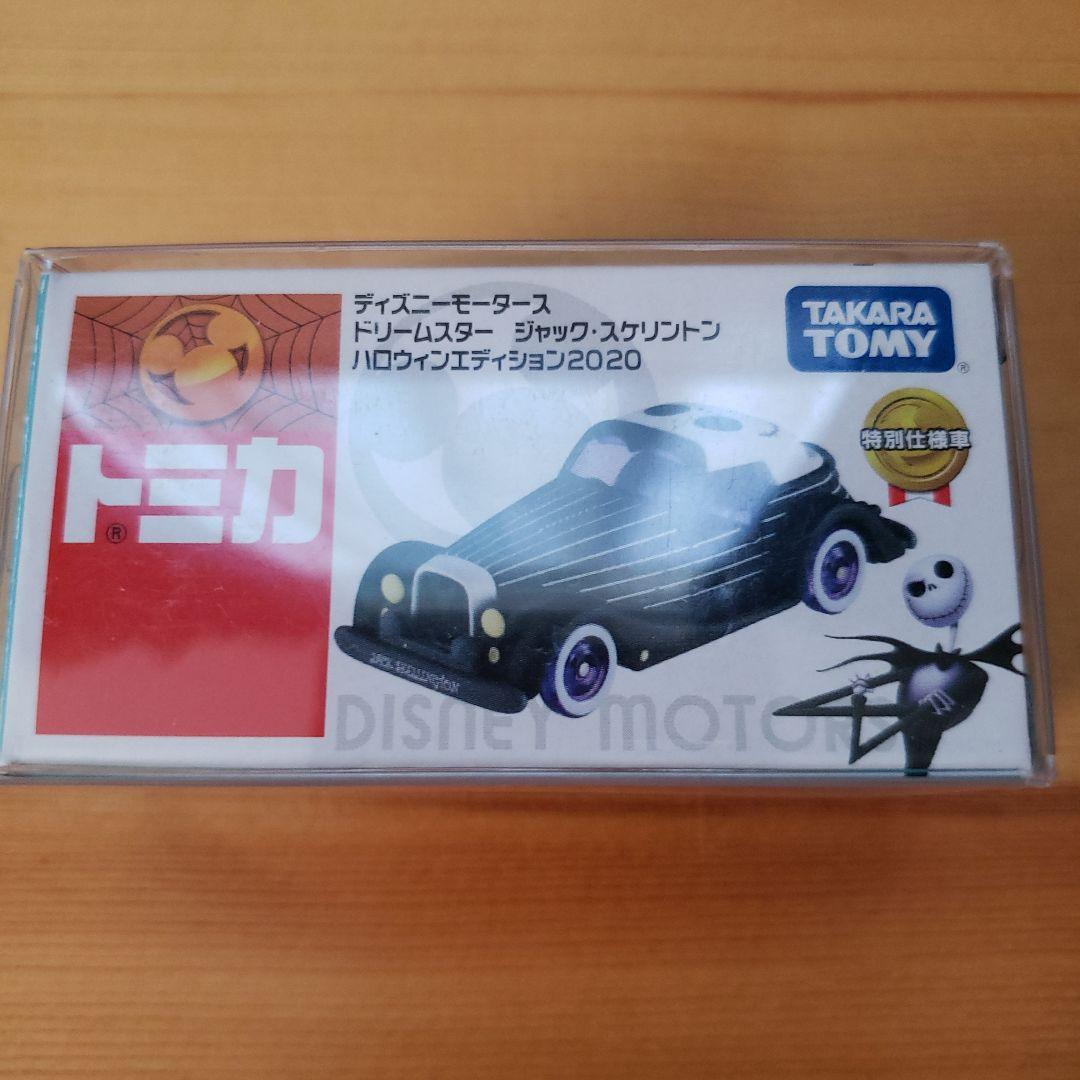 ディズニーモータース
ドリームスター ジャック・スケリントン
ハロウィンエディション2020
TAKARA
TOMY
®
特別仕様車
トミカ
®
JACK SKELLINGTON
DISNEY MOTORS